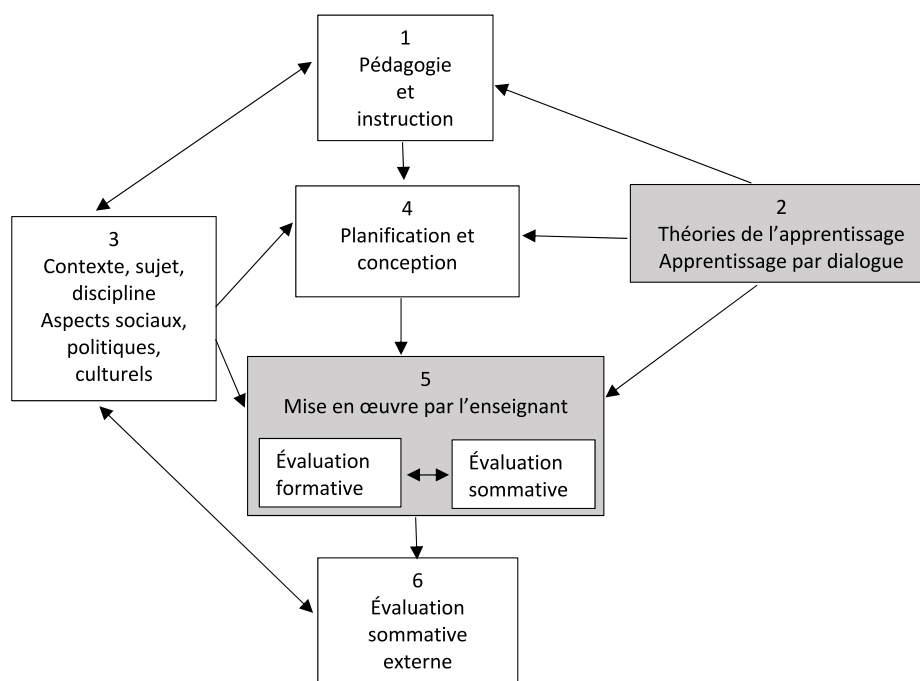 1
Pédagogie
et
instruction
2
Théories de l’apprentissage
Apprentissage par dialogue
3
Contexte, sujet,
discipline
Aspects sociaux,
politiques,
culturels
4
Planification et
conception
5
Mise en œuvre par l’enseignant
Évaluation
formative
Évaluation
sommative
6
Évaluation
sommative
externe